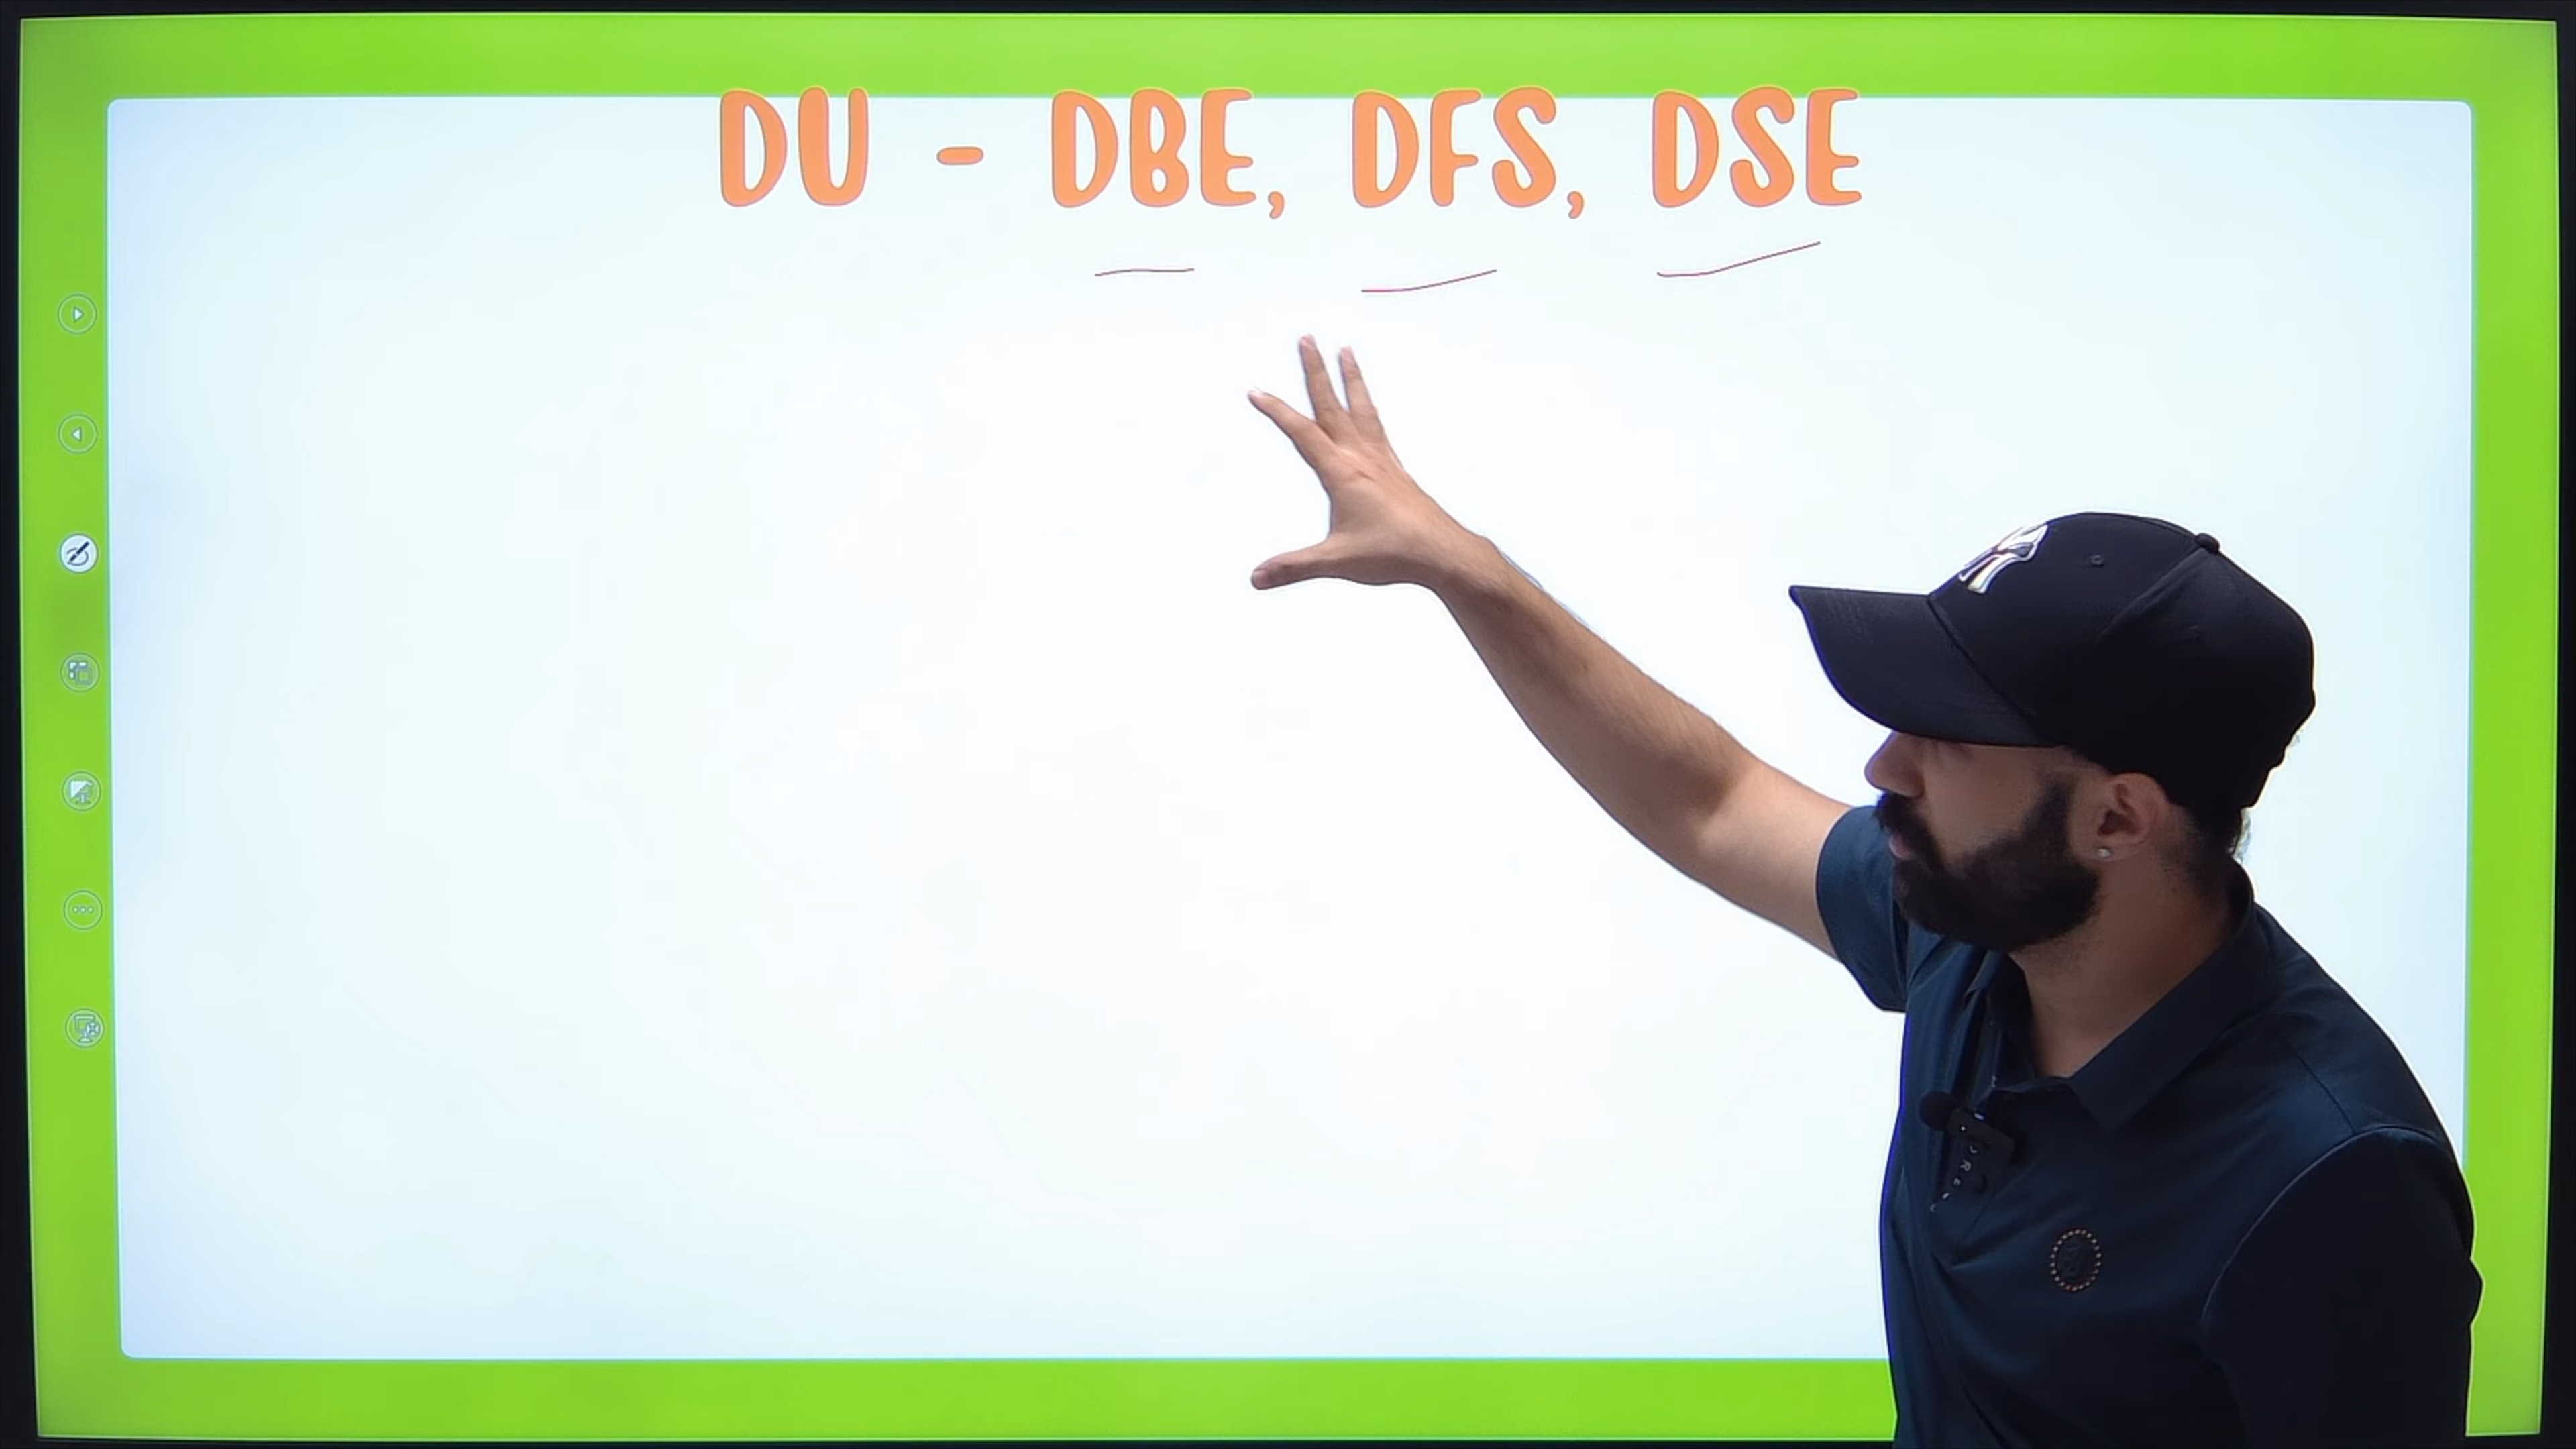 DU - DBE, DFS, DSE